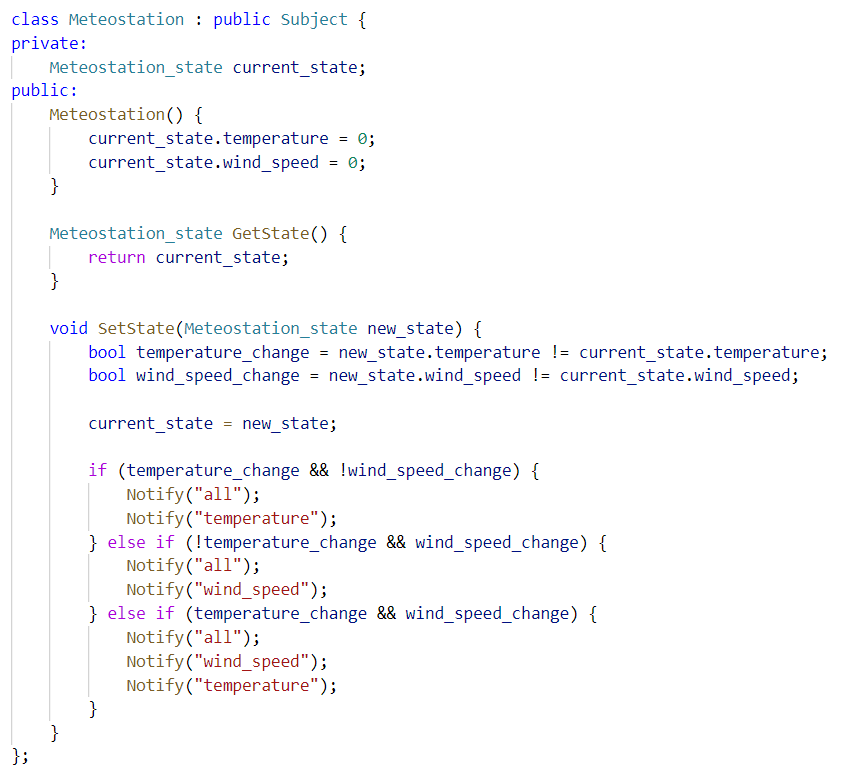 class Meteostation : public Subject {
private:
    Meteostation_state current_state;
public:
    Meteostation() {
        current_state.temperature = 0;
        current_state.wind_speed = 0;
    }

    Meteostation_state GetState() {
        return current_state;
    }

    void SetState(Meteostation_state new_state) {
        bool temperature_change = new_state.temperature != current_state.temperature;
        bool wind_speed_change = new_state.wind_speed != current_state.wind_speed;

        current_state = new_state;

        if (temperature_change && !wind_speed_change) {
            Notify("all");
            Notify("temperature");
        } else if (!temperature_change && wind_speed_change) {
            Notify("all");
            Notify("wind_speed");
        } else if (temperature_change && wind_speed_change) {
            Notify("all");
            Notify("wind_speed");
            Notify("temperature");
        }
    }
};